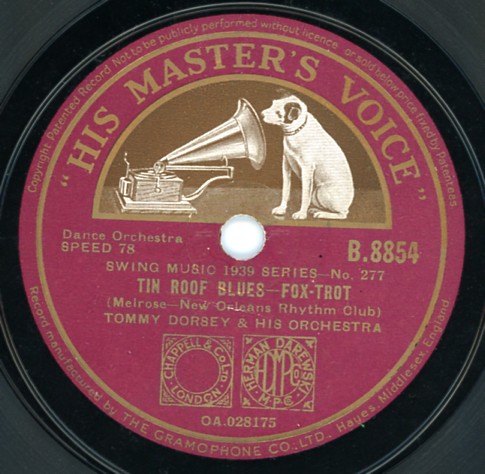 Copyright Patented Record Not to be publicly performed without licence, or sold below price fixed by Patentees
"HIS MASTER'S VOICE"
Dance Orchestra
SPEED 78
B.8854
SWING MUSIC 1939 SERIES—No. 277
TIN ROOF BLUES—FOX-TROT
(Melrose—New Orleans Rhythm Club)
TOMMY DORSEY & HIS ORCHESTRA
CHAPPELL & CO LTD.
LONDON
HERMAN DAREWSKI
M.P.C
OA.028175
Record manufactured by THE GRAMOPHONE CO., LTD., Hayes, Middlesex, England